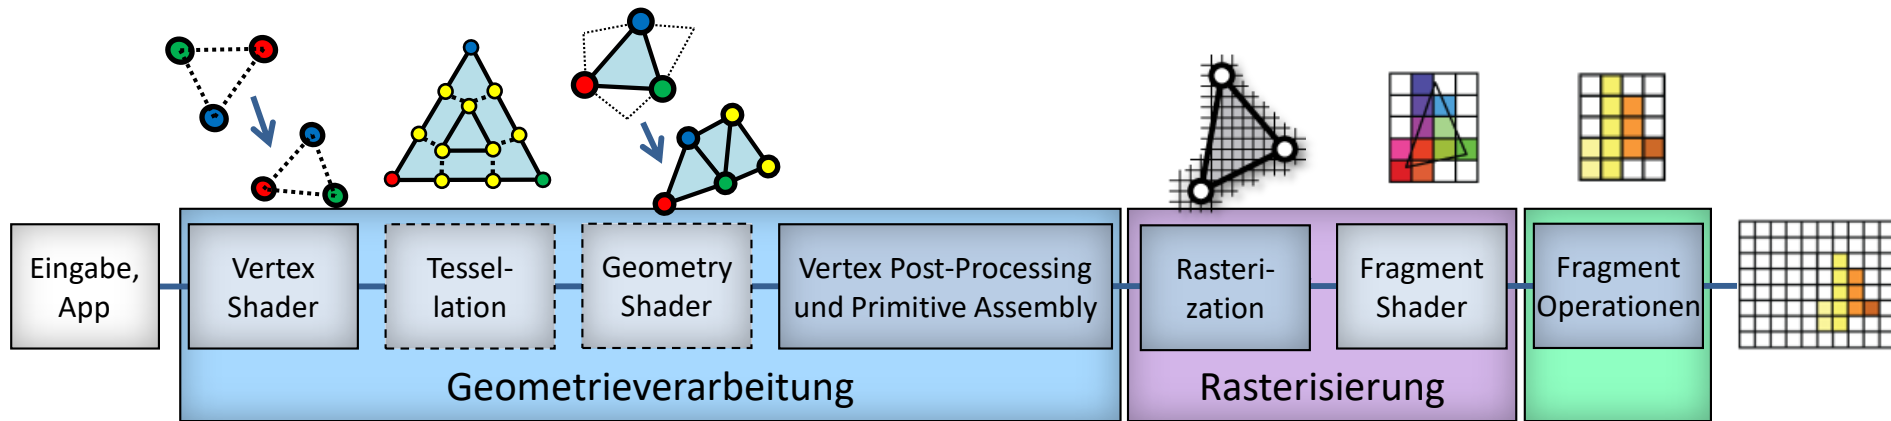 Eingabe,
App
Vertex
Shader
Tessel-
lation
Geometry
Shader
Vertex Post-Processing
und Primitive Assembly
Rasteri-
zation
Fragment
Shader
Fragment
Operationen
Geometrieverarbeitung
Rasterisierung